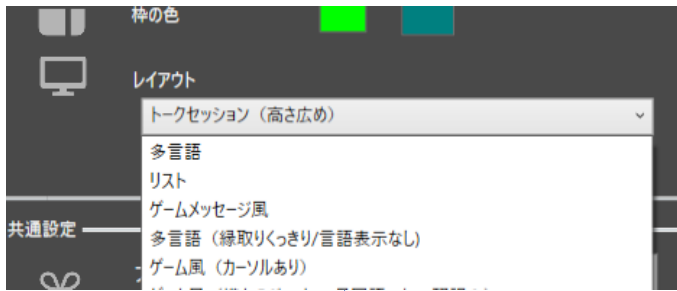 枠の色
レイアウト
トークセッション（高さ広め）
多言語
リスト
ゲームメッセージ風
多言語（縁取りくっきり/言語表示なし)
共通設定
ゲーム風（カーソルあり）